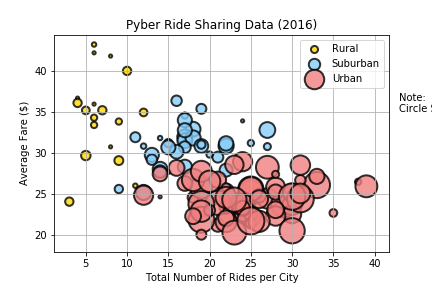 Pyber Ride Sharing Data (2016)
Average Fare ($)
40
35
30
25
20
Rural
Suburban
Urban
Note:
Circle
5
10
15
20
25
30
35
40
Total Number of Rides per City